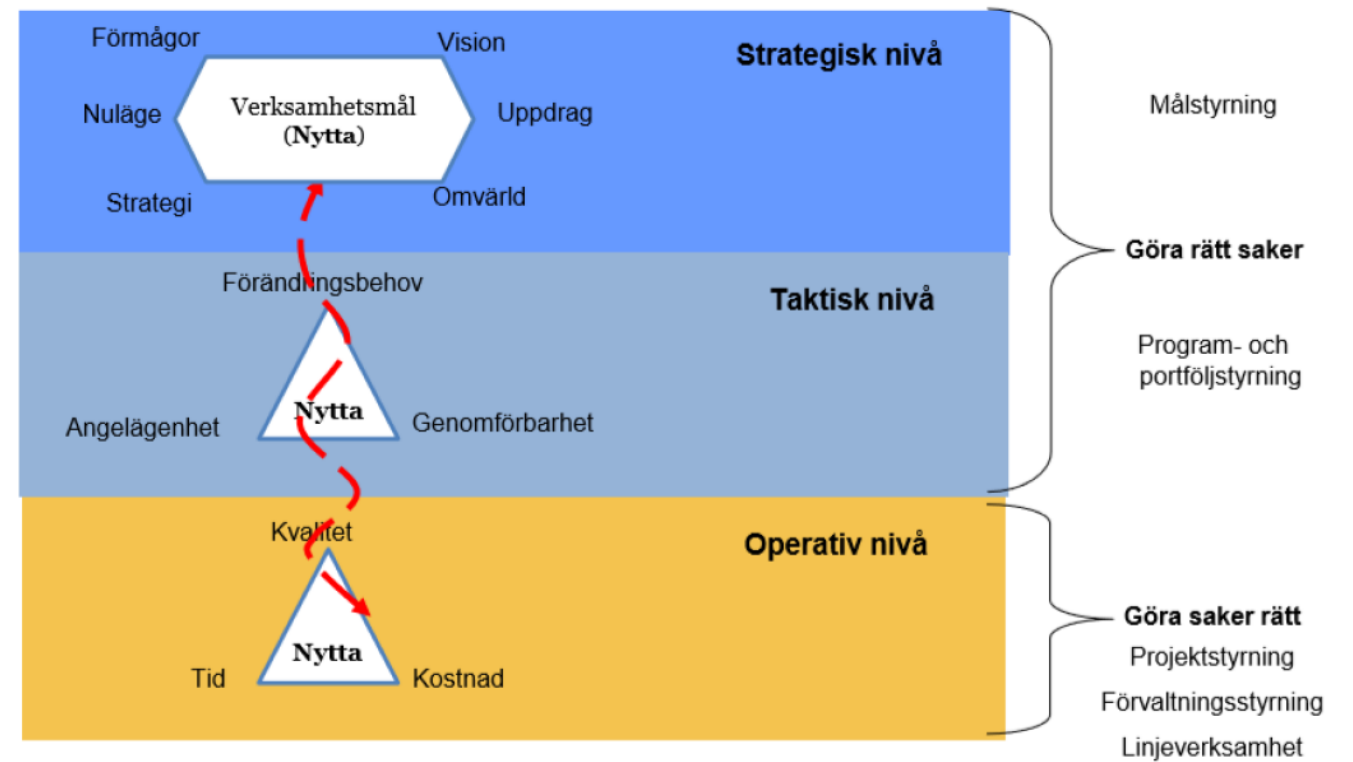 Förmågor
Vision
Strategisk nivå
Nuläge
Verksamhetsmål
(Nytta)
Uppdrag
Målstyrning
Strategi
Omvärld
Göra rätt saker
Förändringsbehov
Taktisk nivå
Program- och
portföljstyrning
Nytta
Angelägenhet
Genomförbarhet
Kvalitet
Operativ nivå
Nytta
Tid
Kostnad
Göra saker rätt
Projektstyrning
Förvaltningsstyrning
Linjeverksamhet